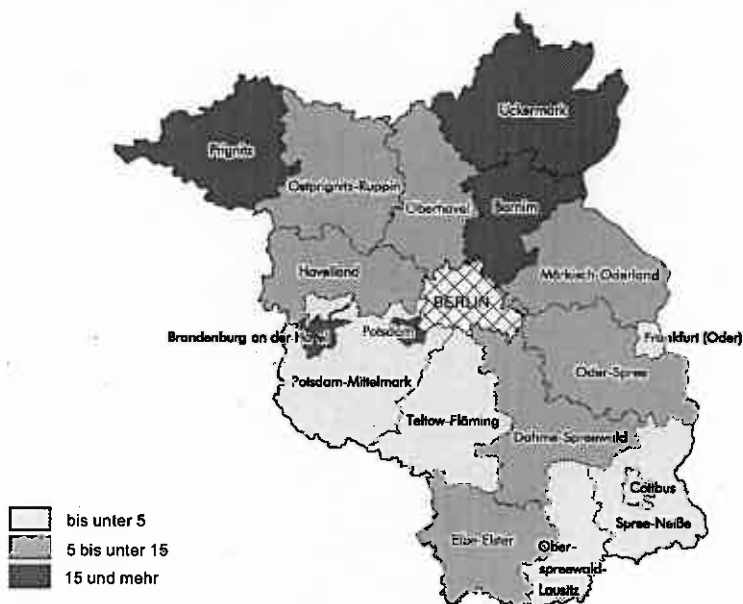 Uckermark
Prignitz
Ostprignitz-Ruppin
Oberhavel
Barnim
Havelland
Märkisch-Oderland
BERLIN
Brandenburg an der Havel
Potsdam
Frankfurt (Oder)
Oder-Spree
Potsdam-Mittelmark
Teltow-Fläming
Dahme-Spreewald
Cottbus
Spree-Neiße
Elbe-Elster
Ober-
spreewald-
Lausitz
bis unter 5
5 bis unter 15
15 und mehr